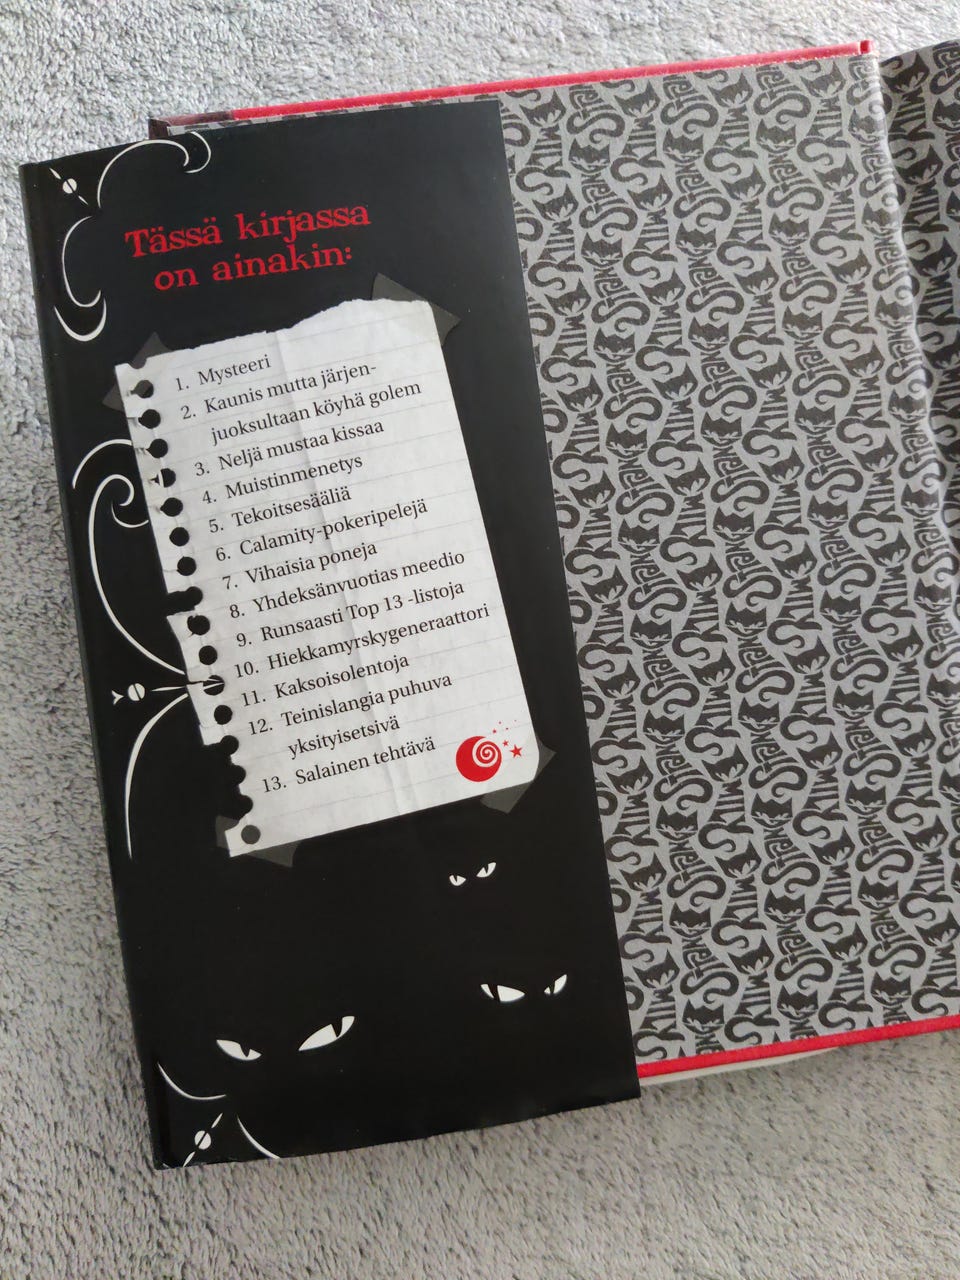 Tässä kirjassa
on ainakin:
1. Mysteeri
2. Kaunis mutta järjen-
juoksultaan köyhä golem
3. Neljä mustaa kissaa
4. Muistinmenetys
5. Tekoitsesääliä
6. Calamity-pokeripelejä
7. Vihaisia poneja
8. Yhdeksänvuotias meedio
9. Runsaasti Top 13 -listoja
10. Hiekkamyrskygeneraattori
11. Kaksoisolentoja
12. Teinislangia puhuva
yksityisetsivä
13. Salainen tehtävä